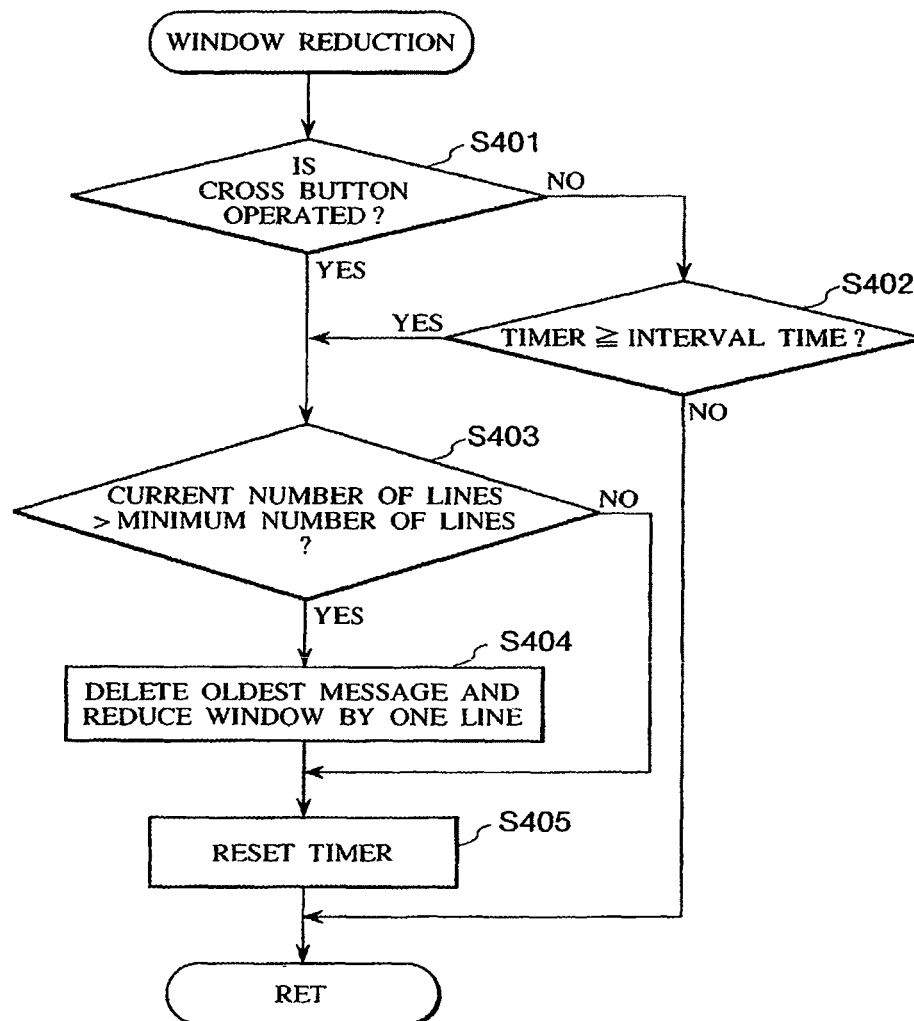 WINDOW REDUCTION
S401
IS
CROSS BUTTON
OPERATED ?
NO
YES
S402
TIMER ≧ INTERVAL TIME ?
YES
NO
S403
CURRENT NUMBER OF LINES
> MINIMUM NUMBER OF LINES
?
NO
YES
S404
DELETE OLDEST MESSAGE AND
REDUCE WINDOW BY ONE LINE
S405
RESET TIMER
RET